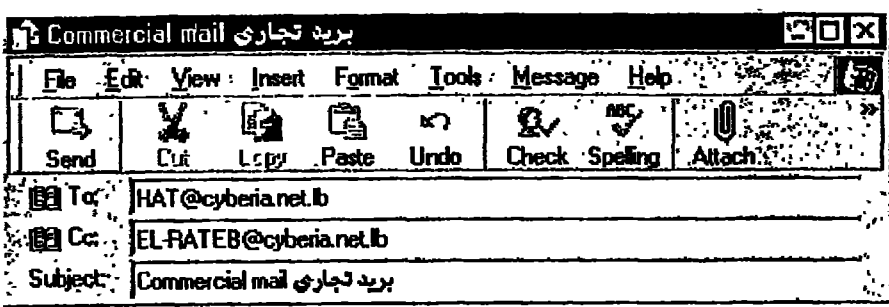 Commercial mail بريد تجاري
File Edit View Insert Format Tools Message Help
Send Cut Copy Paste Undo Check Spelling Attach
To: HAT@cyberia.net.lb
Cc: EL-RATEB@cyberia.net.lb
Subject: Commercial mail بريد تجاري